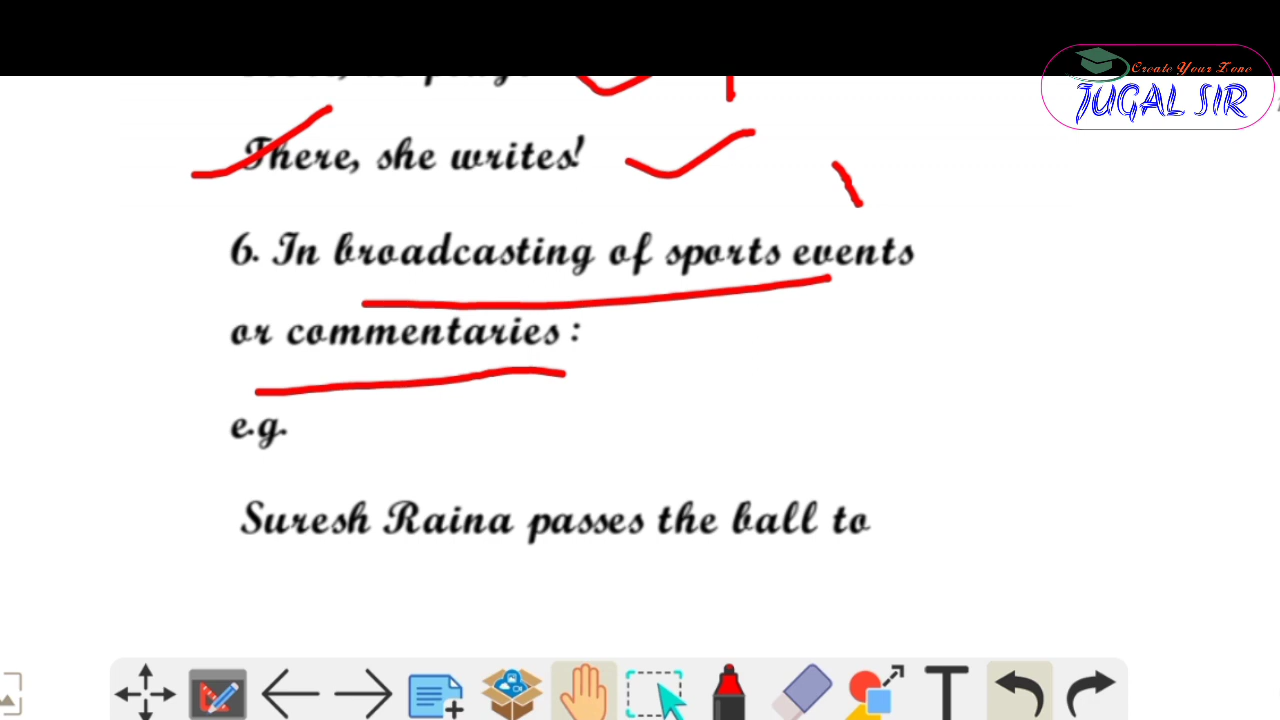 Create Your Zone
JUGAL SIR
There, she writes!
6. In broadcasting of sports events
or commentaries :
e.g.
Suresh Raina passes the ball to